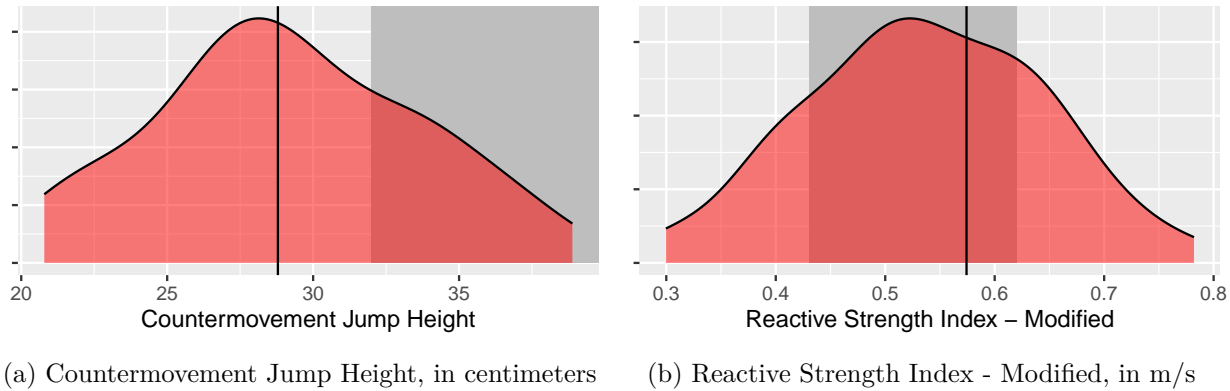 20 25 30 35
Countermovement Jump Height
(a) Countermovement Jump Height, in centimeters
0.3 0.4 0.5 0.6 0.7 0.8
Reactive Strength Index – Modified
(b) Reactive Strength Index - Modified, in m/s